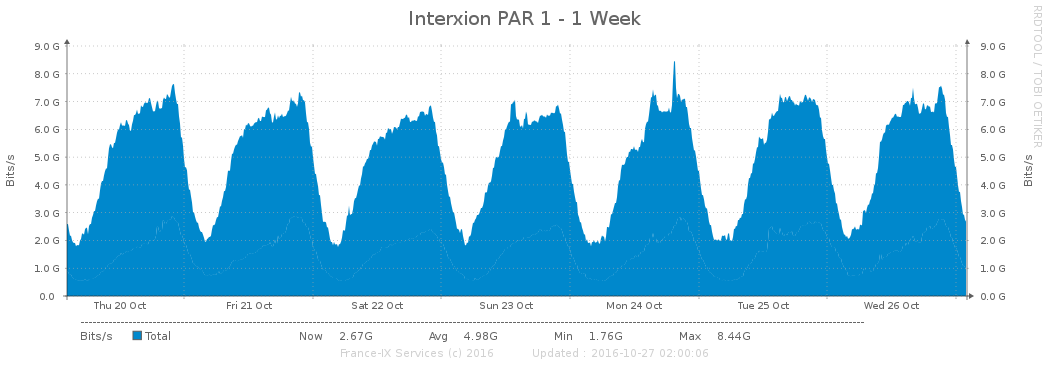 Interxion PAR 1 - 1 Week
RRDTOOL / TOBI OETIKER
Bits/s
9.0 G
8.0 G
7.0 G
6.0 G
5.0 G
4.0 G
3.0 G
2.0 G
1.0 G
0.0
9.0 G
8.0 G
7.0 G
6.0 G
5.0 G
4.0 G
3.0 G
2.0 G
1.0 G
0.0 G
Bits/s
Thu 20 Oct Fri 21 Oct Sat 22 Oct Sun 23 Oct Mon 24 Oct Tue 25 Oct Wed 26 Oct
Bits/s Total Now 2.67G Avg 4.98G Min 1.76G Max 8.44G
France-IX Services (c) 2016 Updated : 2016-10-27 02:00:06